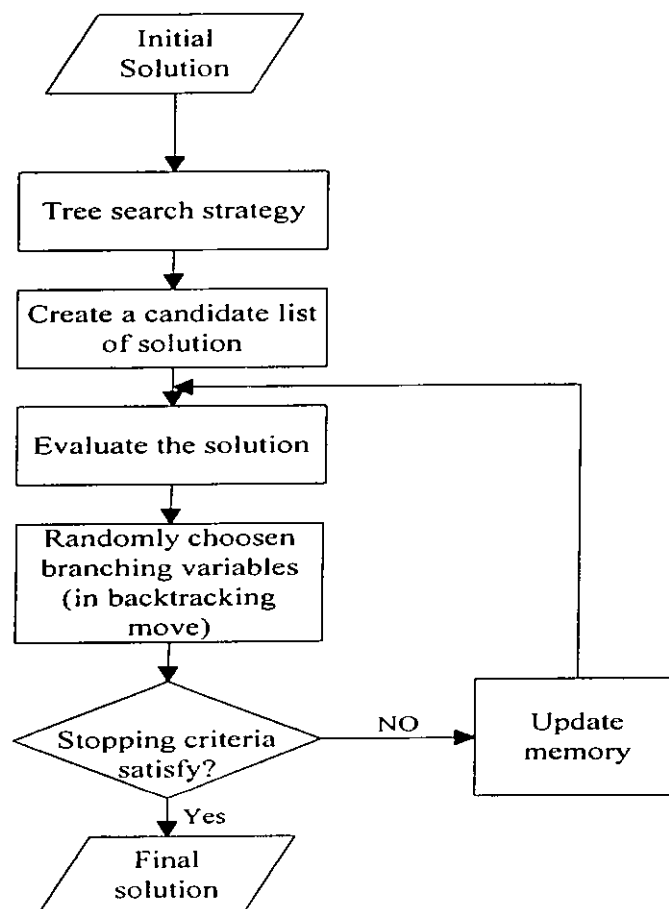 Initial
Solution
Tree search strategy
Create a candidate list
of solution
Evaluate the solution
Randomly choosen
branching variables
(in backtracking
move)
Stopping criteria
satisfy?
NO
Update
memory
Yes
Final
solution